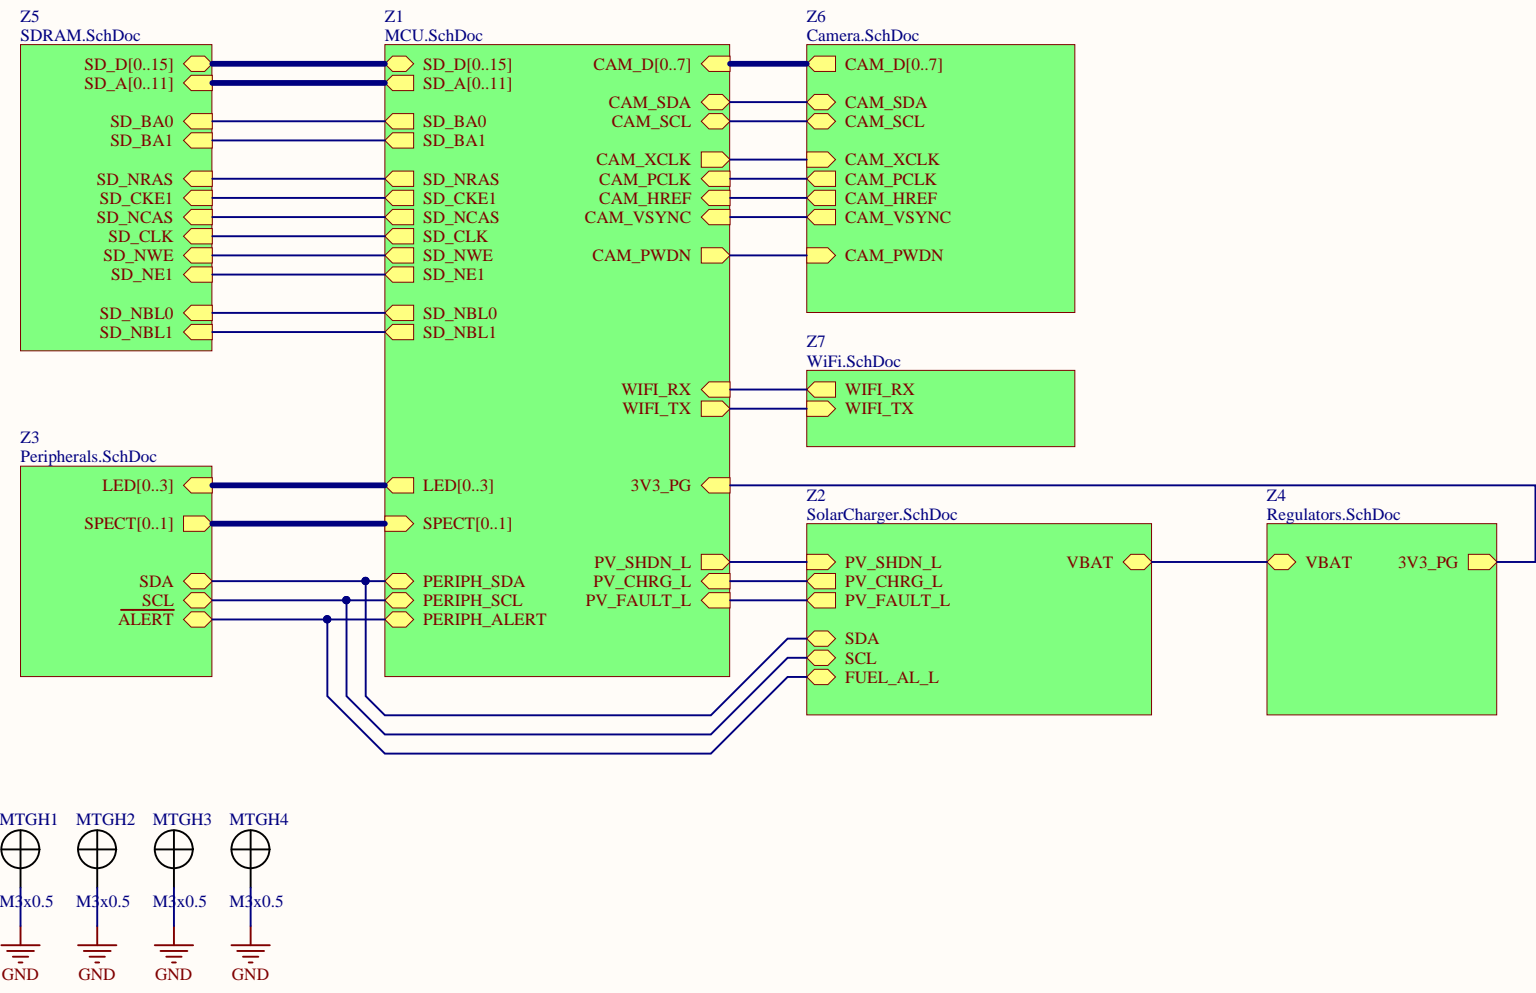 Z5
SDRAM.SchDoc
SD_D[0..15]
SD_A[0..11]
SD_BA0
SD_BA1
SD_NRAS
SD_CKE1
SD_NCAS
SD_CLK
SD_NWE
SD_NE1
SD_NBL0
SD_NBL1
Z1
MCU.SchDoc
SD_D[0..15]
SD_A[0..11]
SD_BA0
SD_BA1
SD_NRAS
SD_CKE1
SD_NCAS
SD_CLK
SD_NWE
SD_NE1
SD_NBL0
SD_NBL1
LED[0..3]
SPECT[0..1]
PERIPH_SDA
PERIPH_SCL
PERIPH_ALERT
CAM_D[0..7]
CAM_SDA
CAM_SCL
CAM_XCLK
CAM_PCLK
CAM_HREF
CAM_VSYNC
CAM_PWDN
WIFI_RX
WIFI_TX
3V3_PG
PV_SHDN_L
PV_CHRG_L
PV_FAULT_L
Z6
Camera.SchDoc
CAM_D[0..7]
CAM_SDA
CAM_SCL
CAM_XCLK
CAM_PCLK
CAM_HREF
CAM_VSYNC
CAM_PWDN
Z7
WiFi.SchDoc
WIFI_RX
WIFI_TX
Z3
Peripherals.SchDoc
LED[0..3]
SPECT[0..1]
SDA
SCL
ALERT
Z2
SolarCharger.SchDoc
PV_SHDN_L
PV_CHRG_L
PV_FAULT_L
SDA
SCL
FUEL_AL_L
VBAT
Z4
Regulators.SchDoc
VBAT
3V3_PG
MTGH1 MTGH2 MTGH3 MTGH4
M3x0.5 M3x0.5 M3x0.5 M3x0.5
GND GND GND GND